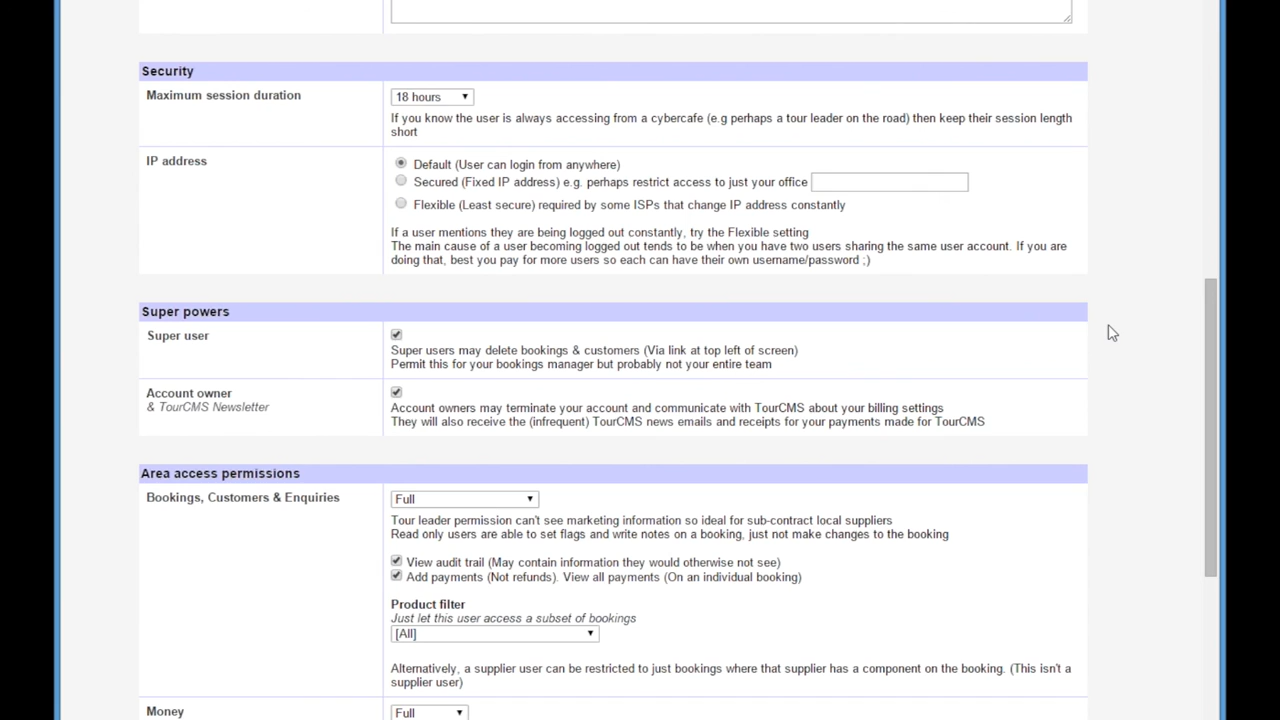 Security
Maximum session duration
18 hours
If you know the user is always accessing from a cybercafe (e.g perhaps a tour leader on the road) then keep their session length
short
IP address
Default (User can login from anywhere)
Secured (Fixed IP address) e.g. perhaps restrict access to just your office
Flexible (Least secure) required by some ISPs that change IP address constantly
If a user mentions they are being logged out constantly, try the Flexible setting
The main cause of a user becoming logged out tends to be when you have two users sharing the same user account. If you are
doing that, best you pay for more users so each can have their own username/password ;)
Super powers
Super user
Super users may delete bookings & customers (Via link at top left of screen)
Permit this for your bookings manager but probably not your entire team
Account owner
& TourCMS Newsletter
Account owners may terminate your account and communicate with TourCMS about your billing settings
They will also receive the (infrequent) TourCMS news emails and receipts for your payments made for TourCMS
Area access permissions
Bookings, Customers & Enquiries
Full
Tour leader permission can't see marketing information so ideal for sub-contract local suppliers
Read only users are able to set flags and write notes on a booking, just not make changes to the booking
View audit trail (May contain information they would otherwise not see)
Add payments (Not refunds). View all payments (On an individual booking)
Product filter
Just let this user access a subset of bookings
[All]
Alternatively, a supplier user can be restricted to just bookings where that supplier has a component on the booking. (This isn't a
supplier user)
Money
Full